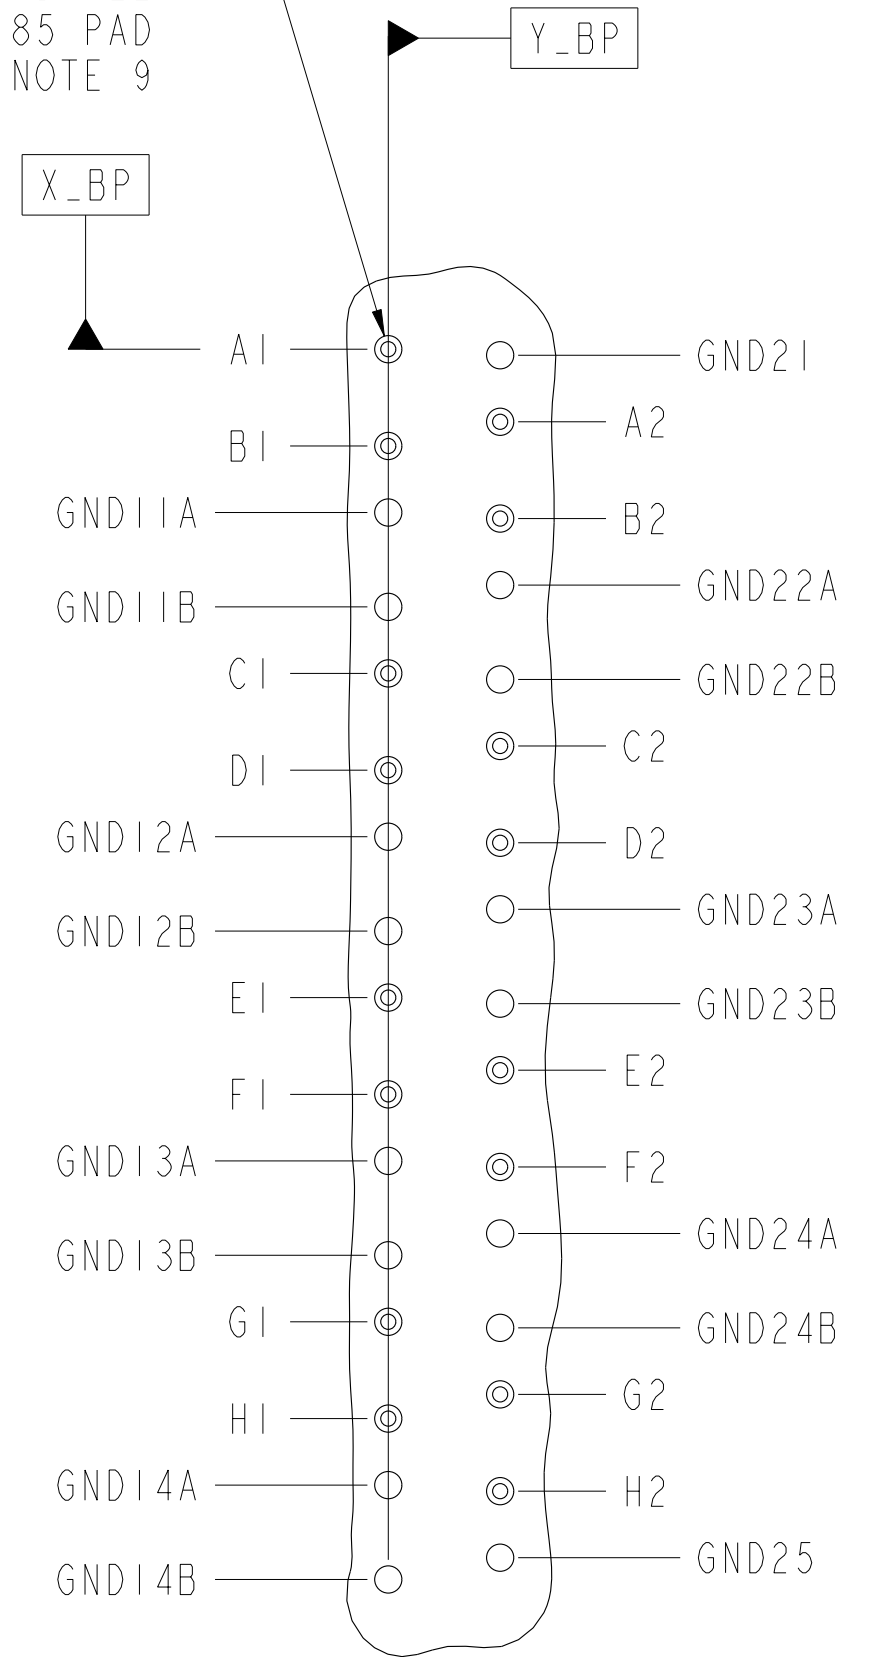 85 PAD
NOTE 9
Y_BP
X_BP
A1
GND21
A2
B1
GND11A
B2
GND22A
GND11B
C1
GND22B
C2
D1
GND12A
D2
GND23A
GND12B
E1
GND23B
E2
F1
GND13A
F2
GND24A
GND13B
G1
GND24B
G2
H1
GND14A
H2
GND25
GND14B